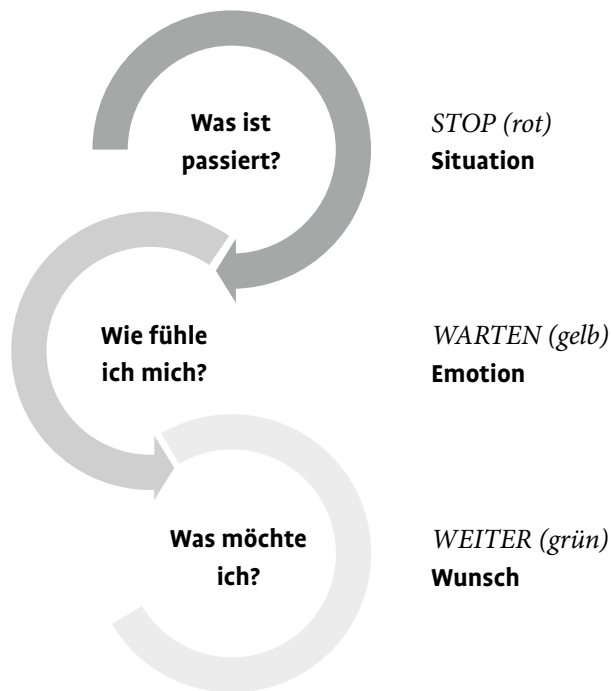 Was ist
passiert?
STOP (rot)
Situation
Wie fühle
ich mich?
WARTEN (gelb)
Emotion
Was möchte
ich?
WEITER (grün)
Wunsch